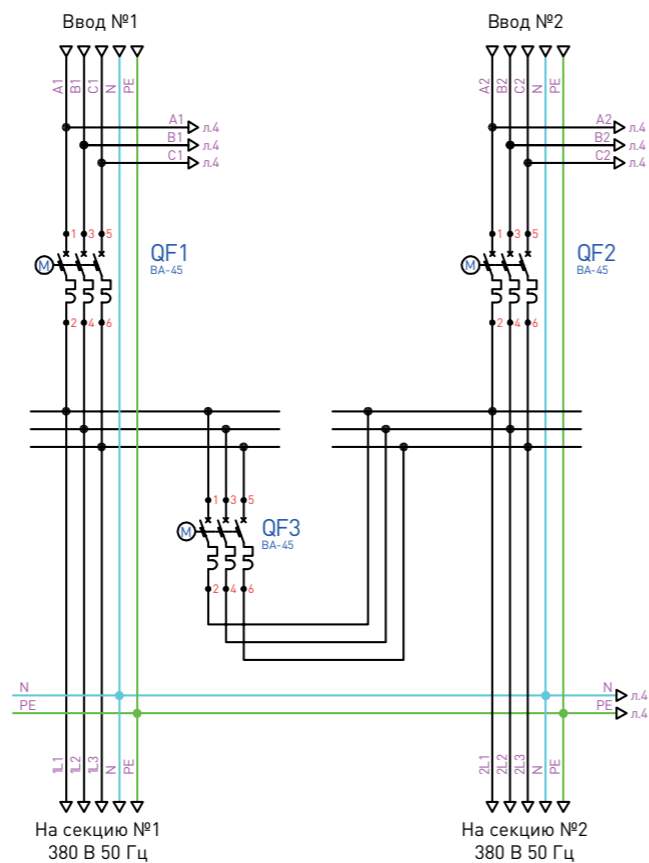 Ввод №1
Ввод №2
A1 B1 C1 N PE
A2 B2 C2 N PE
A1 л.4
B1 л.4
C1 л.4
A2 л.4
B2 л.4
C2 л.4
1 3 5
M QF1
ВА-45
2 4 6
1 3 5
M QF2
ВА-45
2 4 6
1 3 5
M QF3
ВА-45
2 4 6
N N л.4
PE PE л.4
1L1 1L2 1L3 N PE
2L1 2L2 2L3 N PE
На секцию №1
380 В 50 Гц
На секцию №2
380 В 50 Гц